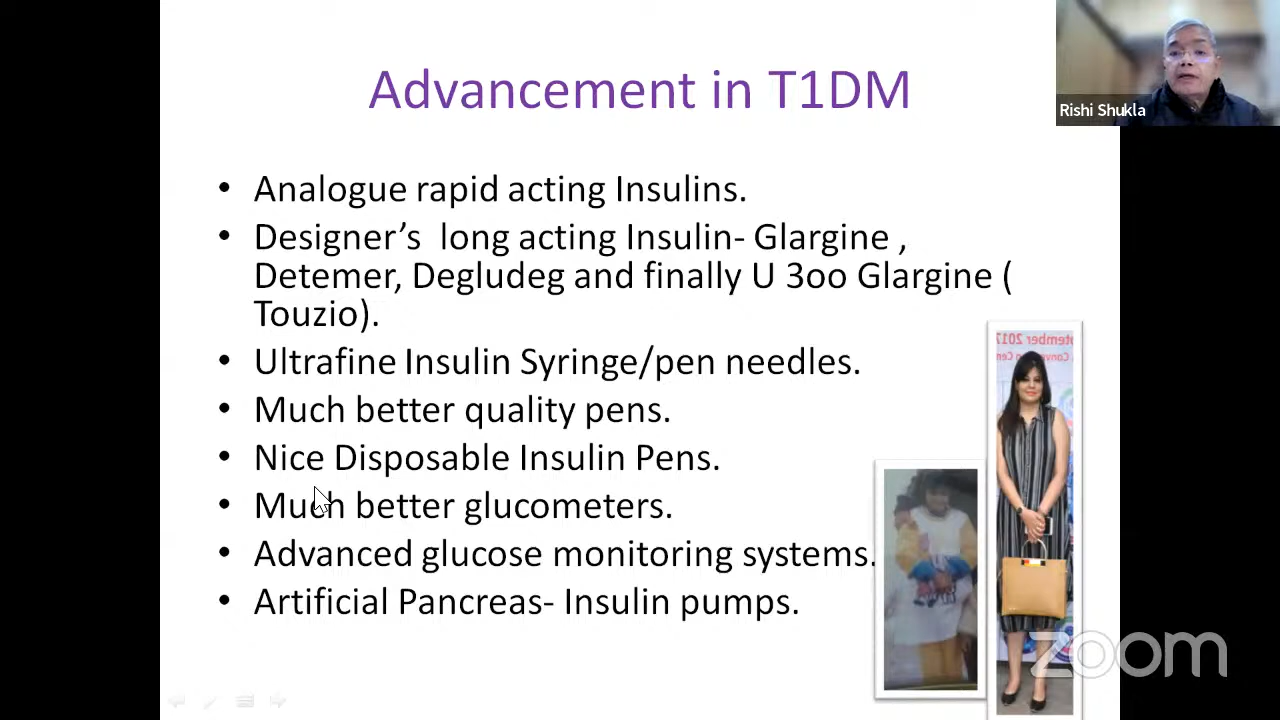 Advancement in T1DM
Rishi Shukla
• Analogue rapid acting Insulins.
• Designer’s long acting Insulin- Glargine ,
Detemer, Degludeg and finally U 3oo Glargine (
Touzio).
• Ultrafine Insulin Syringe/pen needles.
• Much better quality pens.
• Nice Disposable Insulin Pens.
• Much better glucometers.
• Advanced glucose monitoring systems.
• Artificial Pancreas- Insulin pumps.
zoom